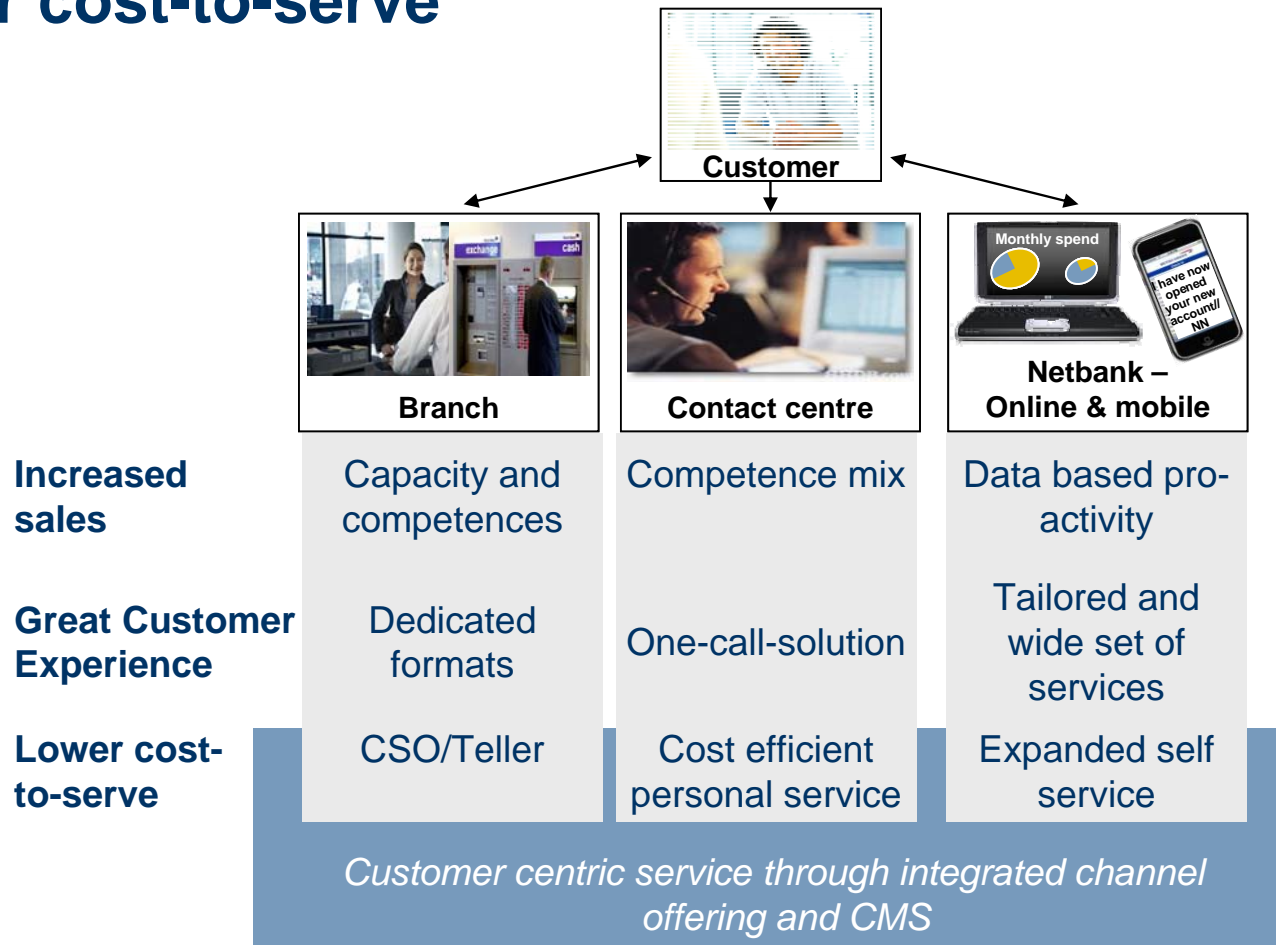 r cost-to-serve
Customer
exchange
cash
Branch
Contact centre
Monthly spend
I have now
opened
your new
account//
NN
Netbank –
Online & mobile
Increased
sales
Capacity and
competences
Competence mix
Data based pro-
activity
Great Customer
Experience
Dedicated
formats
One-call-solution
Tailored and
wide set of
services
Lower cost-
to-serve
CSO/Teller
Cost efficient
personal service
Expanded self
service
Customer centric service through integrated channel
offering and CMS